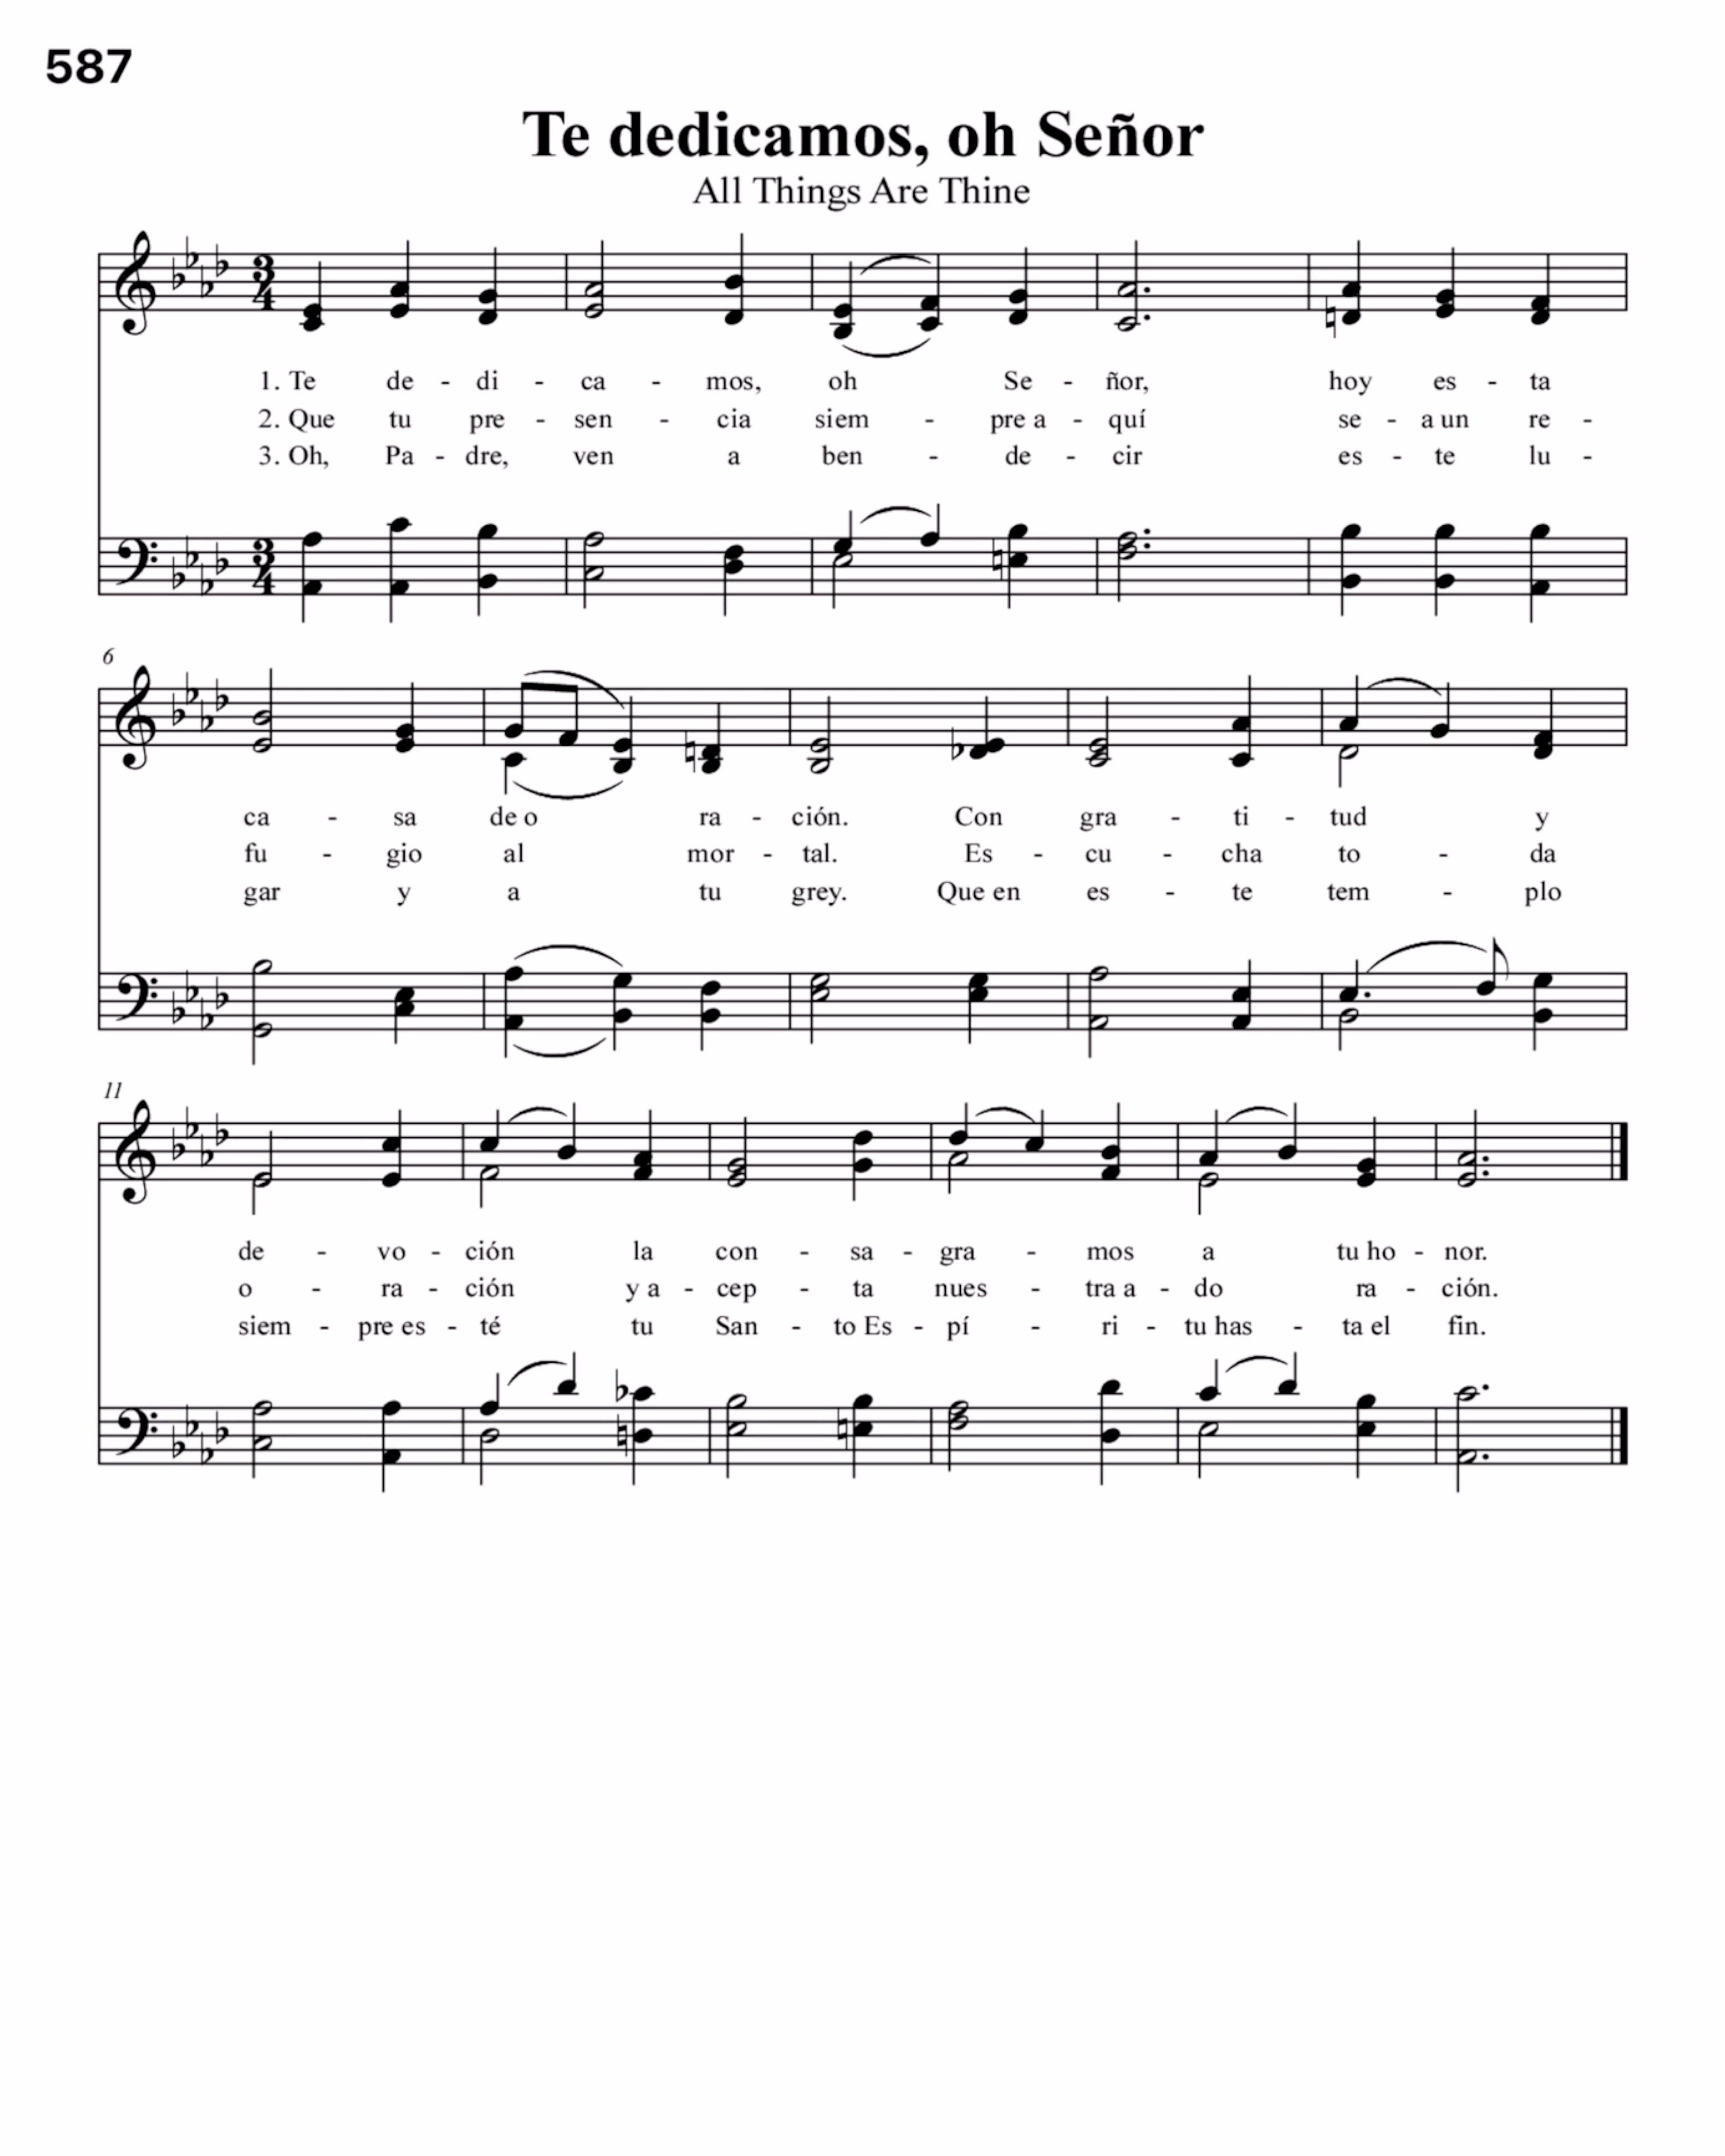 587
Te dedicamos, oh Señor
All Things Are Thine
1. Te de - di - ca - mos, oh Se - ñor, hoy es - ta
2. Que tu pre - sen - cia siem - pre a - quí se - a un re -
3. Oh, Pa - dre, ven a ben - de - cir es - te lu -
6
ca - sa de o ra - ción. Con gra - ti - tud y
fu - gio al mor - tal. Es - cu - cha to - da
gar y a tu grey. Que en es - te tem - plo
11
de - vo - ción la con - sa - gra - mos a tu ho - nor.
o - ra - ción y a - cep - ta nues - tra a - do ra - ción.
siem - pre es - té tu San - to Es - pí - ri - tu has - ta el fin.